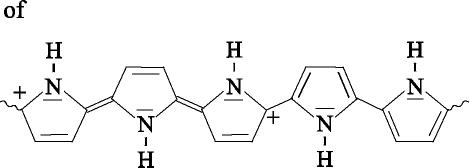 of
H H H
+ N N N
N + N
H H